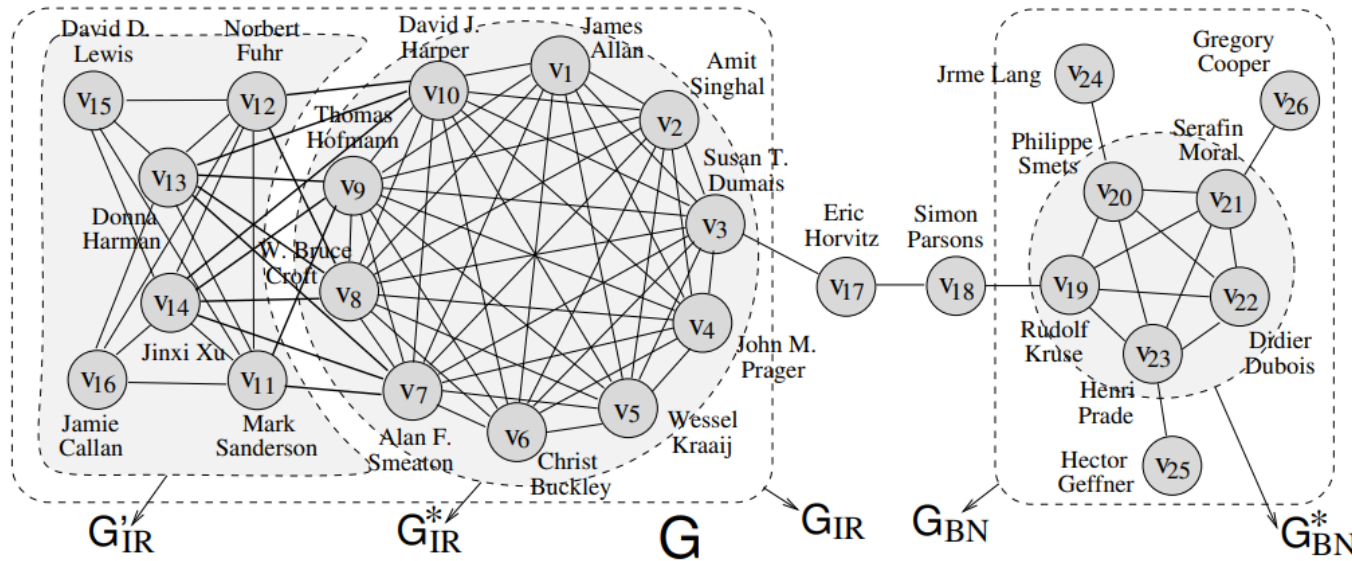 David D.
Lewis
Norbert
Fuhr
David J.
Harper
James
Allan
Amit
Singhal
Thomas
Hofmann
Susan T.
Dumais
Donna
Harman
W. Bruce
Croft
Jinxi Xu
John M.
Prager
Jamie
Callan
Mark
Sanderson
Alan F.
Smeaton
Christ
Buckley
Wessel
Kraaij
Eric
Horvitz
Simon
Parsons
Jrme Lang
Gregory
Cooper
Philippe
Smets
Serafin
Moral
Rudolf
Kruse
Didier
Dubois
Henri
Prade
Hector
Geffner
v15
v12
v10
v1
v2
v13
v9
v3
v14
v8
v4
v16
v11
v7
v6
v5
v17
v18
v24
v26
v20
v21
v19
v22
v23
v25
G'IR
G*IR
G
GIR
GBN
G*BN